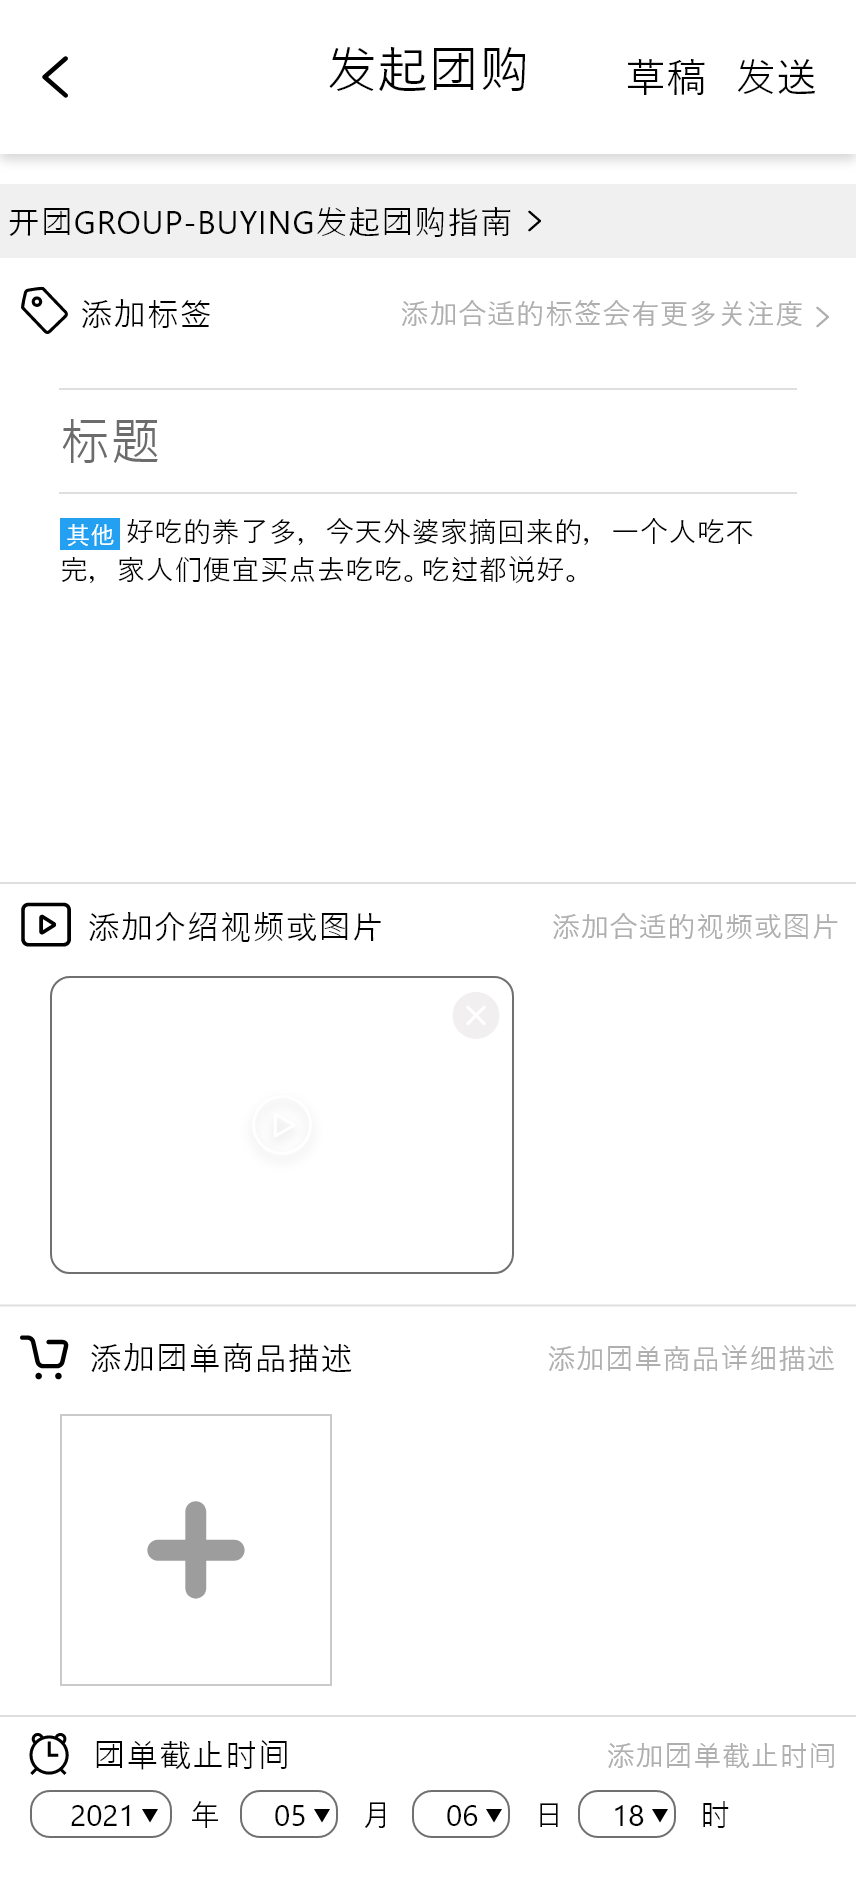 发起团购
草稿 发送
开团GROUP-BUYING发起团购指南 >
添加标签 添加合适的标签会有更多关注度 >
标题
其他 好吃的养了多，今天外婆家摘回来的，一个人吃不
完，家人们便宜买点去吃吃。吃过都说好。
添加介绍视频或图片 添加合适的视频或图片
添加团单商品描述 添加团单商品详细描述
团单截止时间 添加团单截止时间
2021 年 05 月 06 日 18 时